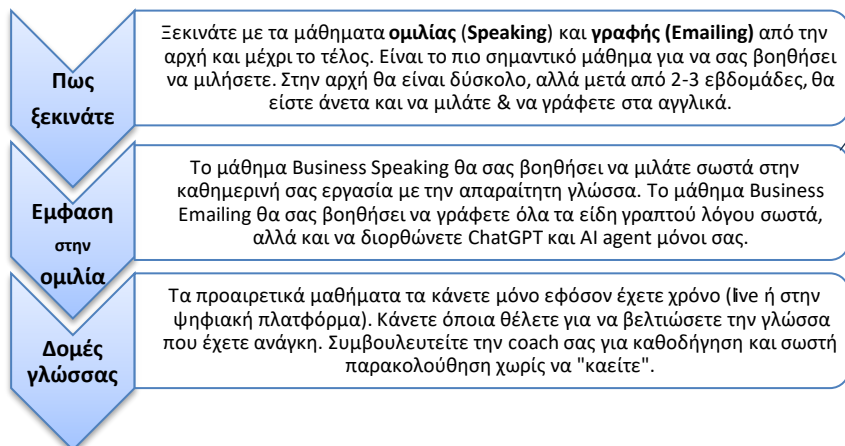 Πως
ξεκινάτε
Ξεκινάτε με τα μάθηματα ομιλίας (Speaking) και γραφής (Emailing) από την
αρχή και μέχρι το τέλος. Είναι το πιο σημαντικό μάθημα για να σας βοηθήσει
να μιλήσετε. Στην αρχή θα είναι δύσκολο, αλλά μετά από 2-3 εβδομάδες, θα
είστε άνετα και να μιλάτε & να γράφετε στα αγγλικά.
Εμφαση
στην
ομιλία
Το μάθημα Business Speaking θα σας βοηθήσει να μιλάτε σωστά στην
καθημερινή σας εργασία με την απαραίτητη γλώσσα. Το μάθημα Business
Emailing θα σας βοηθήσει να γράφετε όλα τα είδη γραπτού λόγου σωστά,
αλλά και να διορθώνετε ChatGPT και AI agent μόνοι σας.
Δομές
γλώσσας
Τα προαιρετικά μαθήματα τα κάνετε μόνο εφόσον έχετε χρόνο (live ή στην
ψηφιακή πλατφόρμα). Κάνετε όποια θέλετε για να βελτιώσετε την γλώσσα
που έχετε ανάγκη. Συμβουλευτείτε την coach σας για καθοδήγηση και σωστή
παρακολούθηση χωρίς να "καείτε".